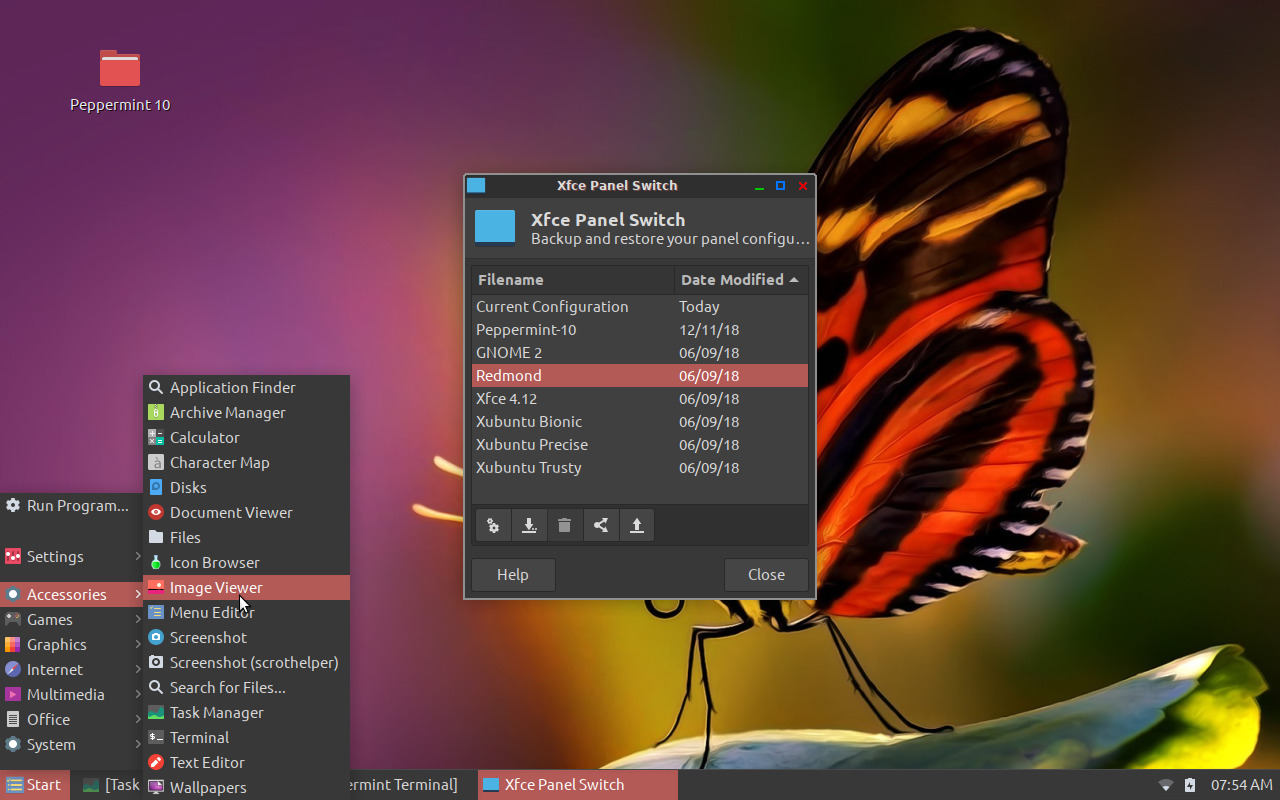 Peppermint 10
Xfce Panel Switch
Xfce Panel Switch
Backup and restore your panel configu…
Filename Date Modified
Current Configuration Today
Peppermint-10 12/11/18
GNOME 2 06/09/18
Redmond 06/09/18
Xfce 4.12 06/09/18
Xubuntu Bionic 06/09/18
Xubuntu Precise 06/09/18
Xubuntu Trusty 06/09/18
Help Close
Application Finder
Archive Manager
Calculator
Character Map
Disks
Document Viewer
Files
Icon Browser
Image Viewer
Menu Editor
Screenshot
Screenshot (scrothelper)
Search for Files...
Task Manager
Terminal
Text Editor
Wallpapers
Run Program...
Settings
Accessories
Games
Graphics
Internet
Multimedia
Office
System
Start [Task ermint Terminal] Xfce Panel Switch 07:54 AM